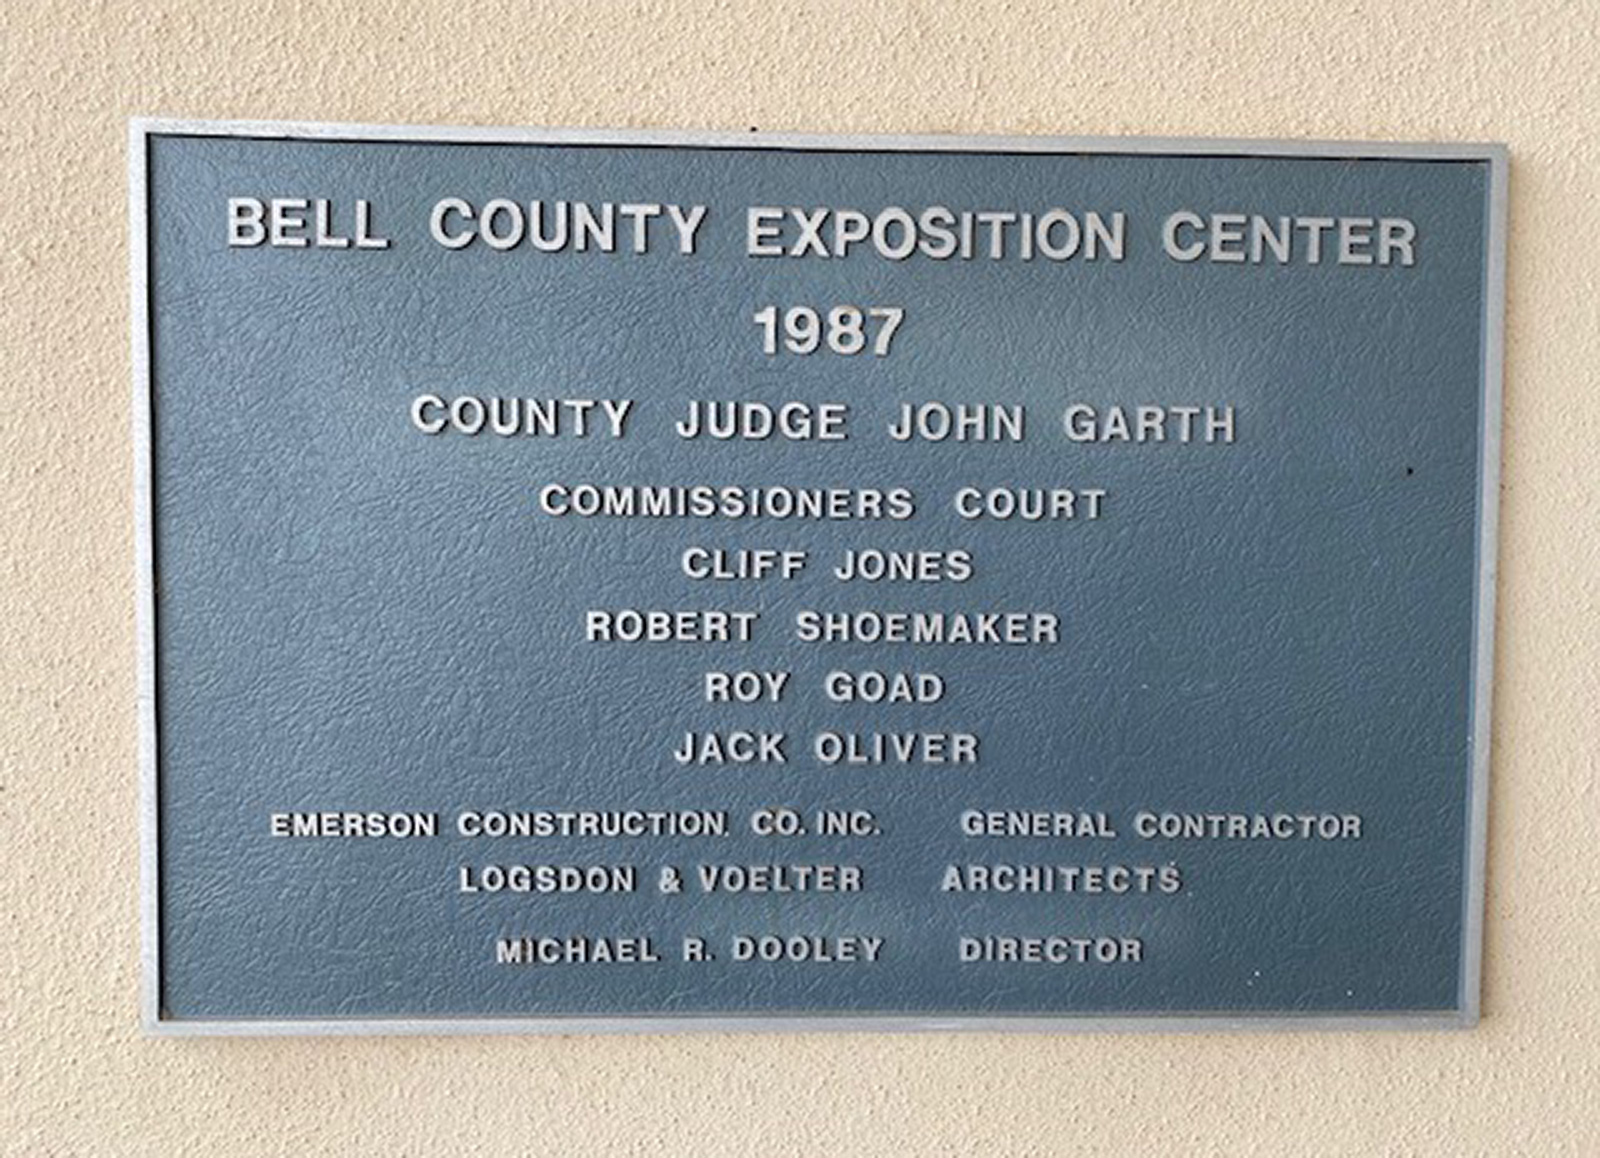 BELL COUNTY EXPOSITION CENTER
1987
COUNTY JUDGE JOHN GARTH
COMMISSIONERS COURT
CLIFF JONES
ROBERT SHOEMAKER
ROY GOAD
JACK OLIVER
EMERSON CONSTRUCTION CO. INC. GENERAL CONTRACTOR
LOGSDON & VOELTER ARCHITECTS
MICHAEL R. DOOLEY DIRECTOR